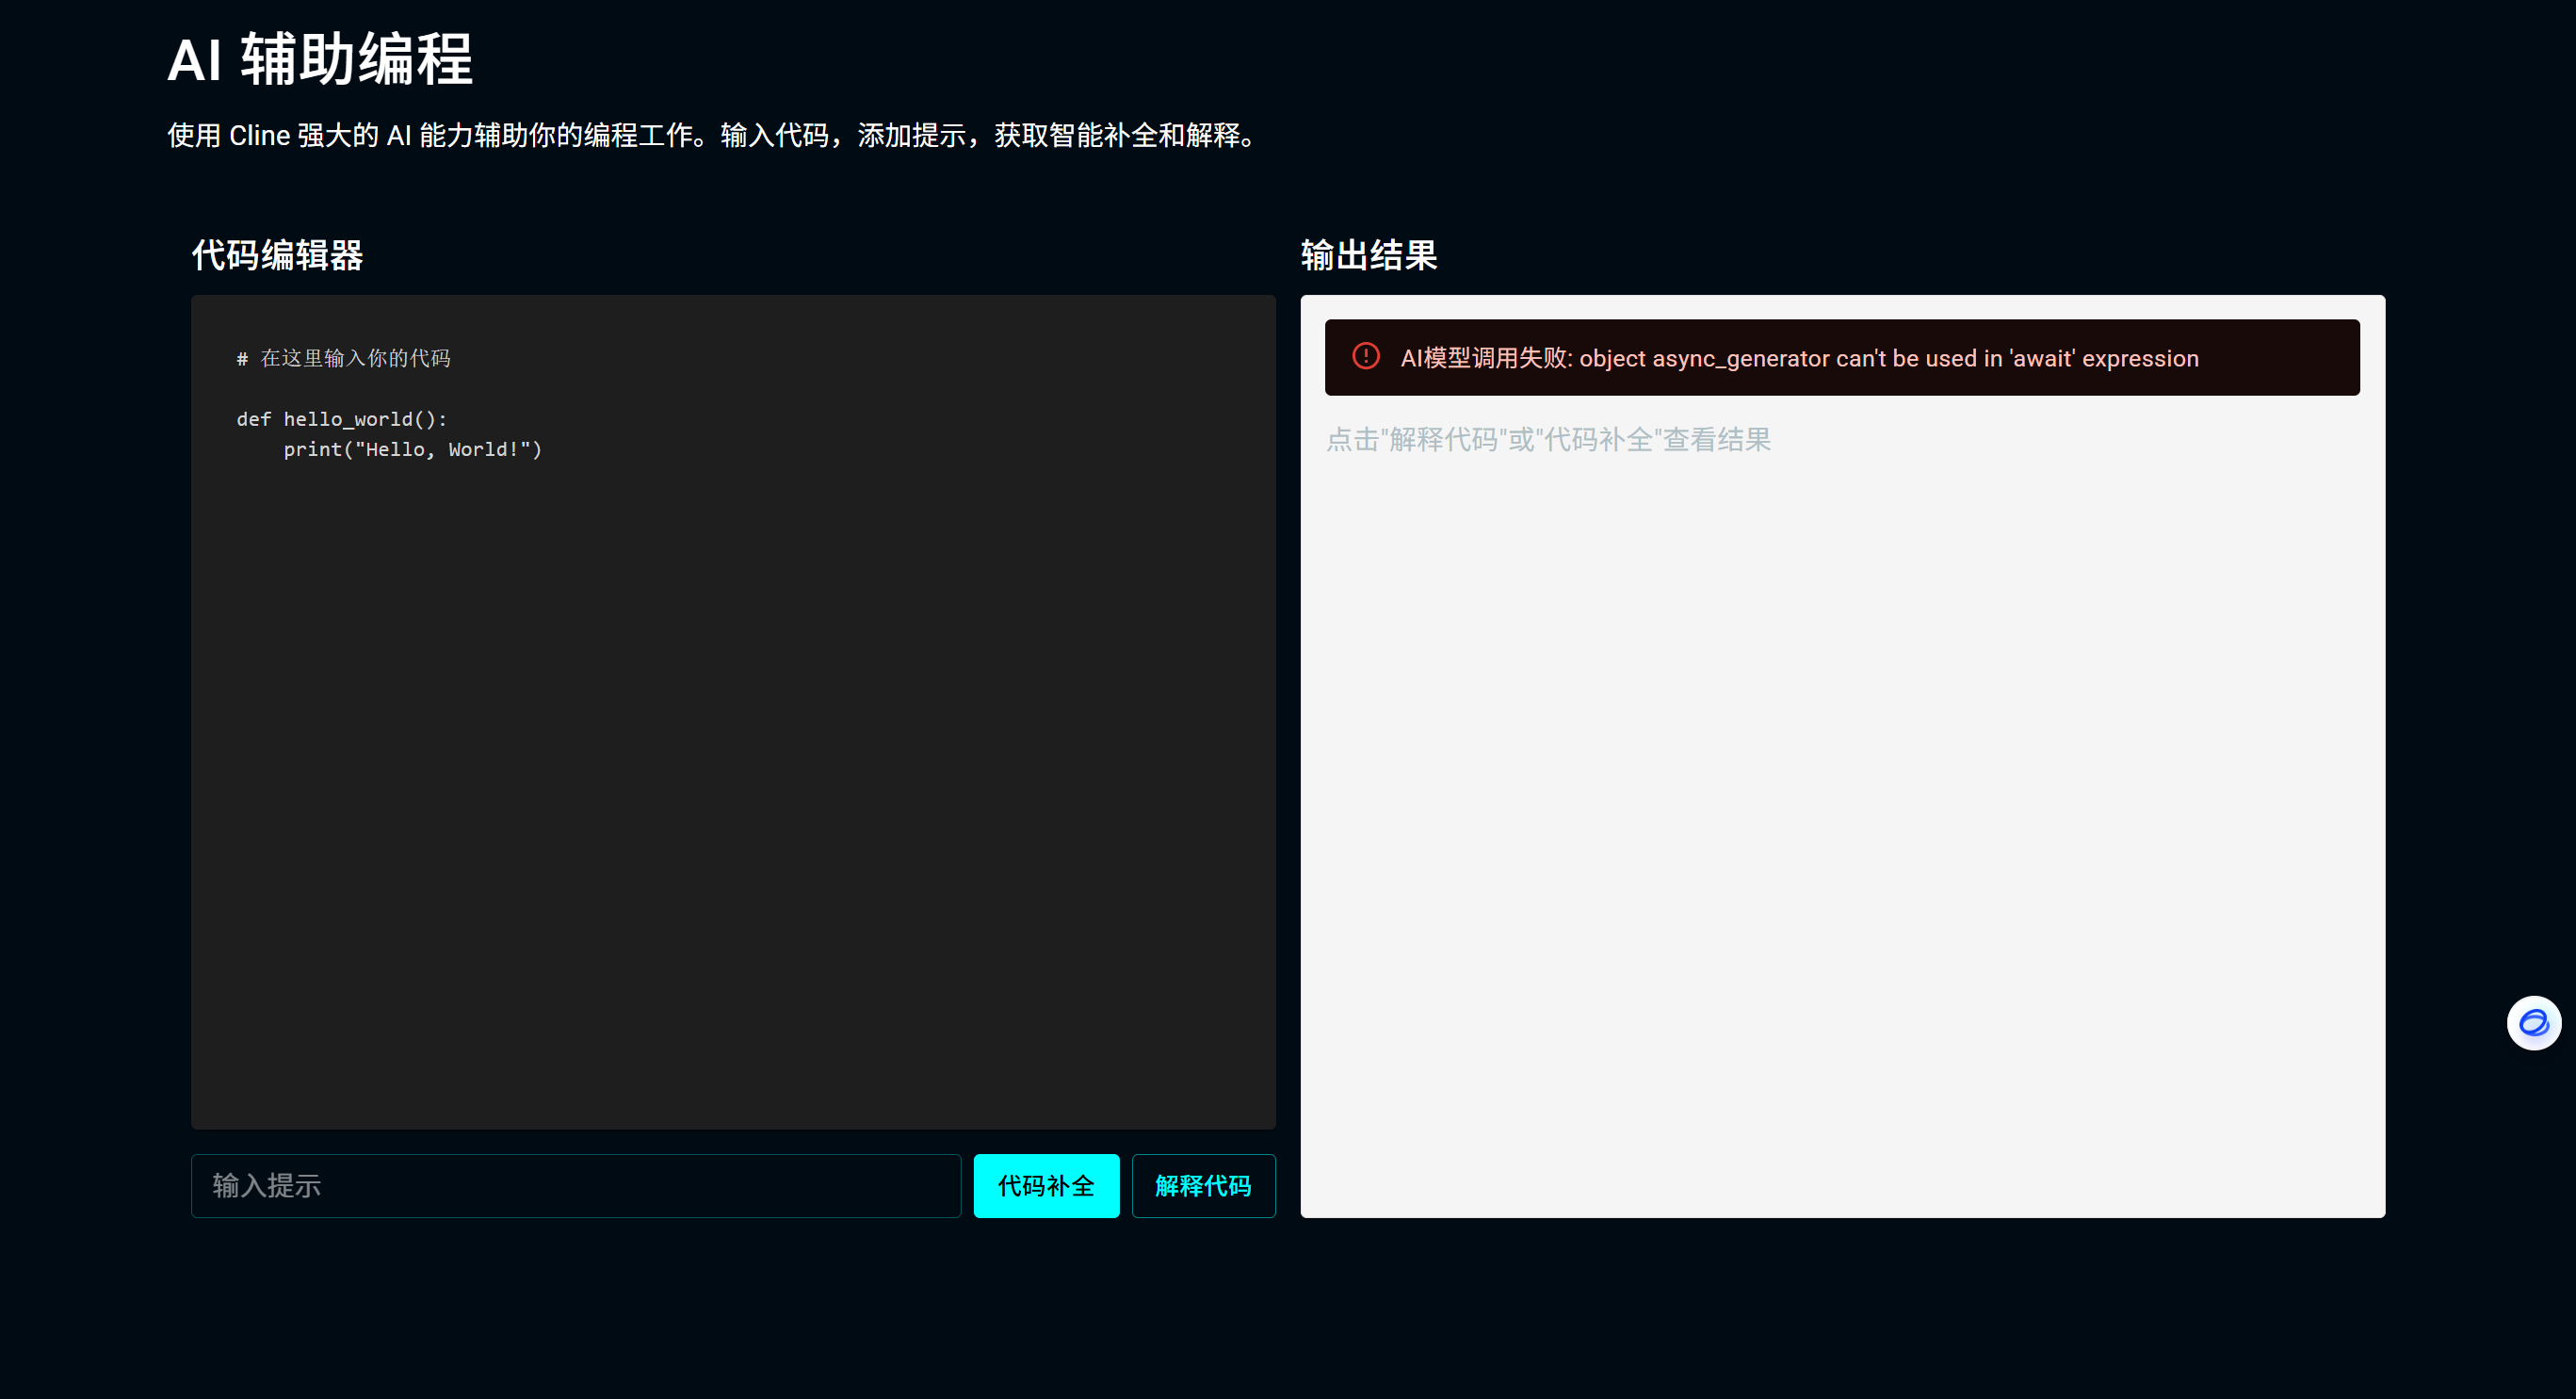 AI 辅助编程
使用 Cline 强大的 AI 能力辅助你的编程工作。输入代码，添加提示，获取智能补全和解释。
代码编辑器
# 在这里输入你的代码
def hello_world():
    print("Hello, World!")
输入提示
代码补全
解释代码
输出结果
AI模型调用失败: object async_generator can't be used in 'await' expression
点击"解释代码"或"代码补全"查看结果